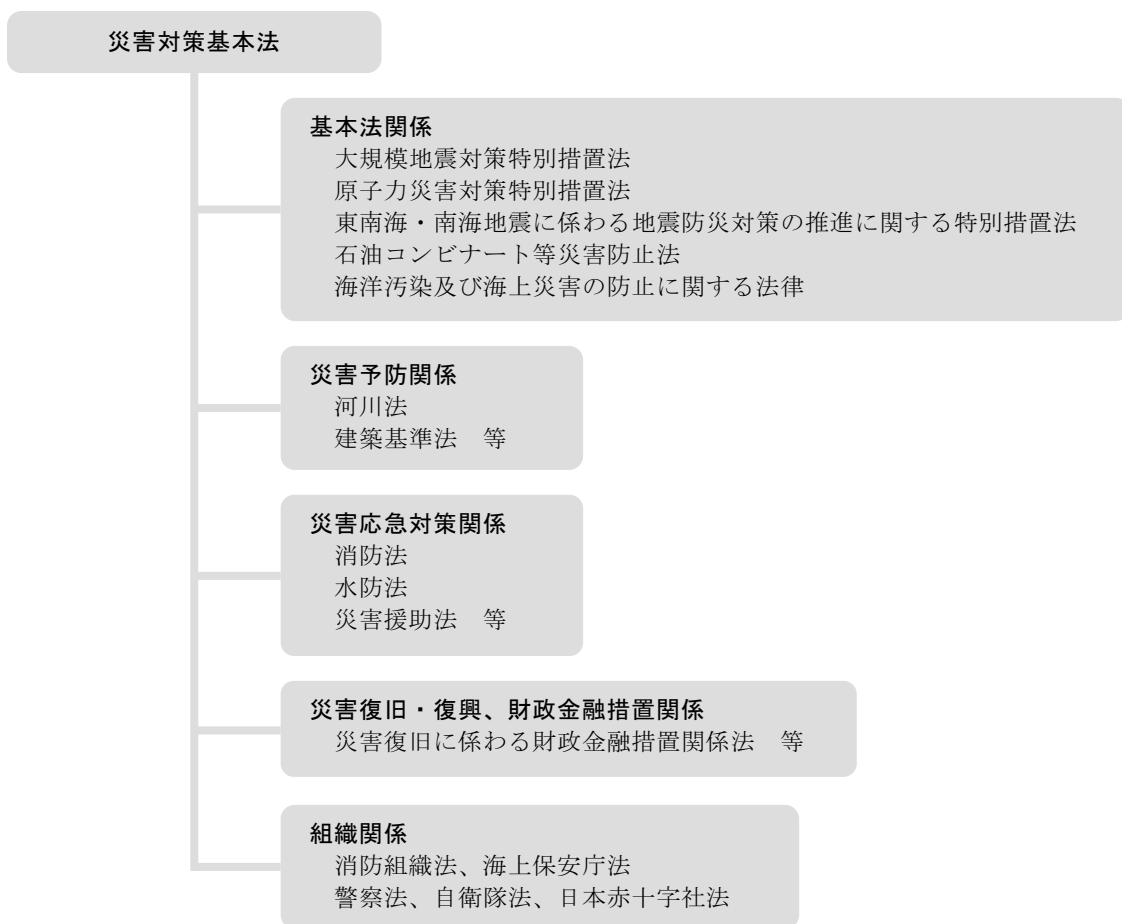 災害対策基本法
基本法関係
大規模地震対策特別措置法
原子力災害対策特別措置法
東南海・南海地震に係わる地震防災対策の推進に関する特別措置法
石油コンビナート等災害防止法
海洋汚染及び海上災害の防止に関する法律
災害予防関係
河川法
建築基準法　等
災害応急対策関係
消防法
水防法
災害援助法　等
災害復旧・復興、財政金融措置関係
災害復旧に係わる財政金融措置関係法　等
組織関係
消防組織法、海上保安庁法
警察法、自衛隊法、日本赤十字社法